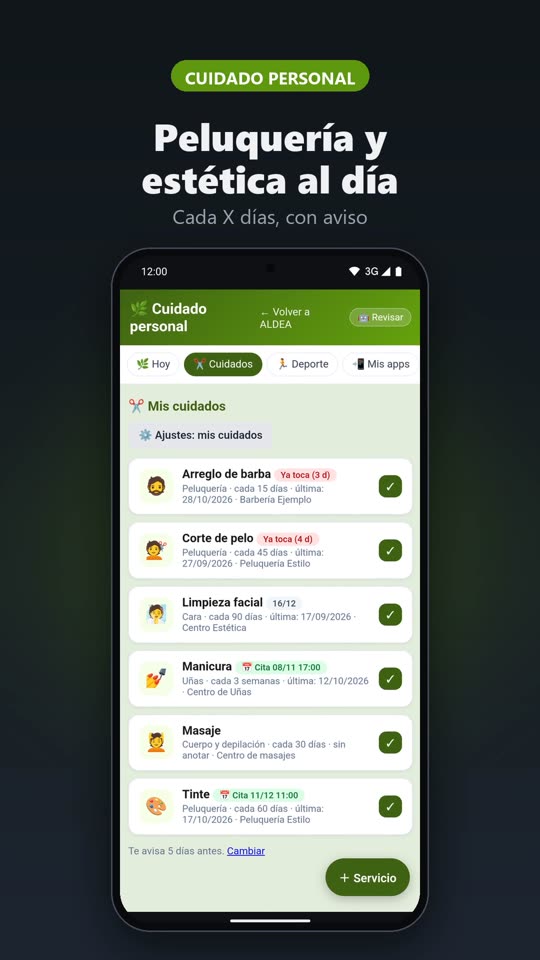 CUIDADO PERSONAL
Peluquería y
estética al día
Cada X días, con aviso
12:00
3G
🌿 Cuidado
personal
← Volver a
ALDEA
🤖 Revisar
🌿 Hoy
✂️ Cuidados
🏃 Deporte
📲 Mis apps
✂️ Mis cuidados
⚙️ Ajustes: mis cuidados
Arreglo de barba Ya toca (3 d)
Peluquería · cada 15 días · última:
28/10/2026 · Barbería Ejemplo
✓
Corte de pelo Ya toca (4 d)
Peluquería · cada 45 días · última:
27/09/2026 · Peluquería Estilo
✓
Limpieza facial 16/12
Cara · cada 90 días · última: 17/09/2026 ·
Centro Estética
✓
Manicura 📅 Cita 08/11 17:00
Uñas · cada 3 semanas · última: 12/10/2026
· Centro de Uñas
✓
Masaje
Cuerpo y depilación · cada 30 días · sin
anotar · Centro de masajes
✓
Tinte 📅 Cita 11/12 11:00
Peluquería · cada 60 días · última:
17/10/2026 · Peluquería Estilo
✓
Te avisa 5 días antes. Cambiar
+ Servicio